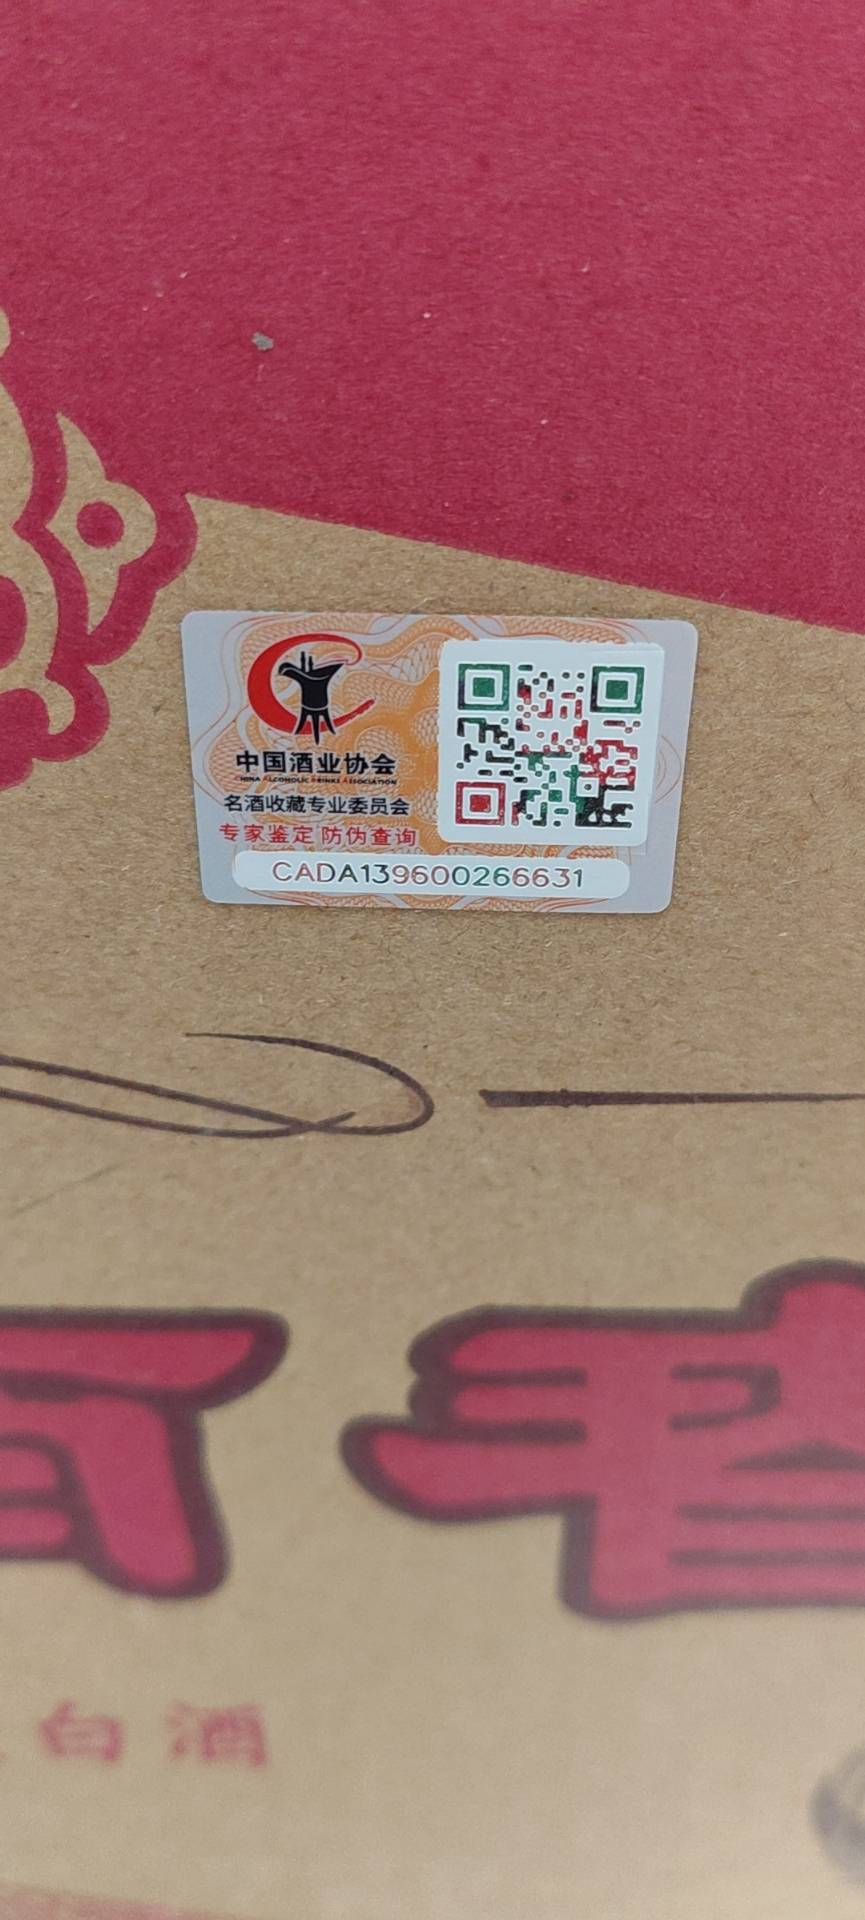 中国酒业协会
CHINA ALCOHOLIC DRINKS ASSOCIATION
名酒收藏专业委员会
专家鉴定 防伪查询
CADA139600266631
白酒